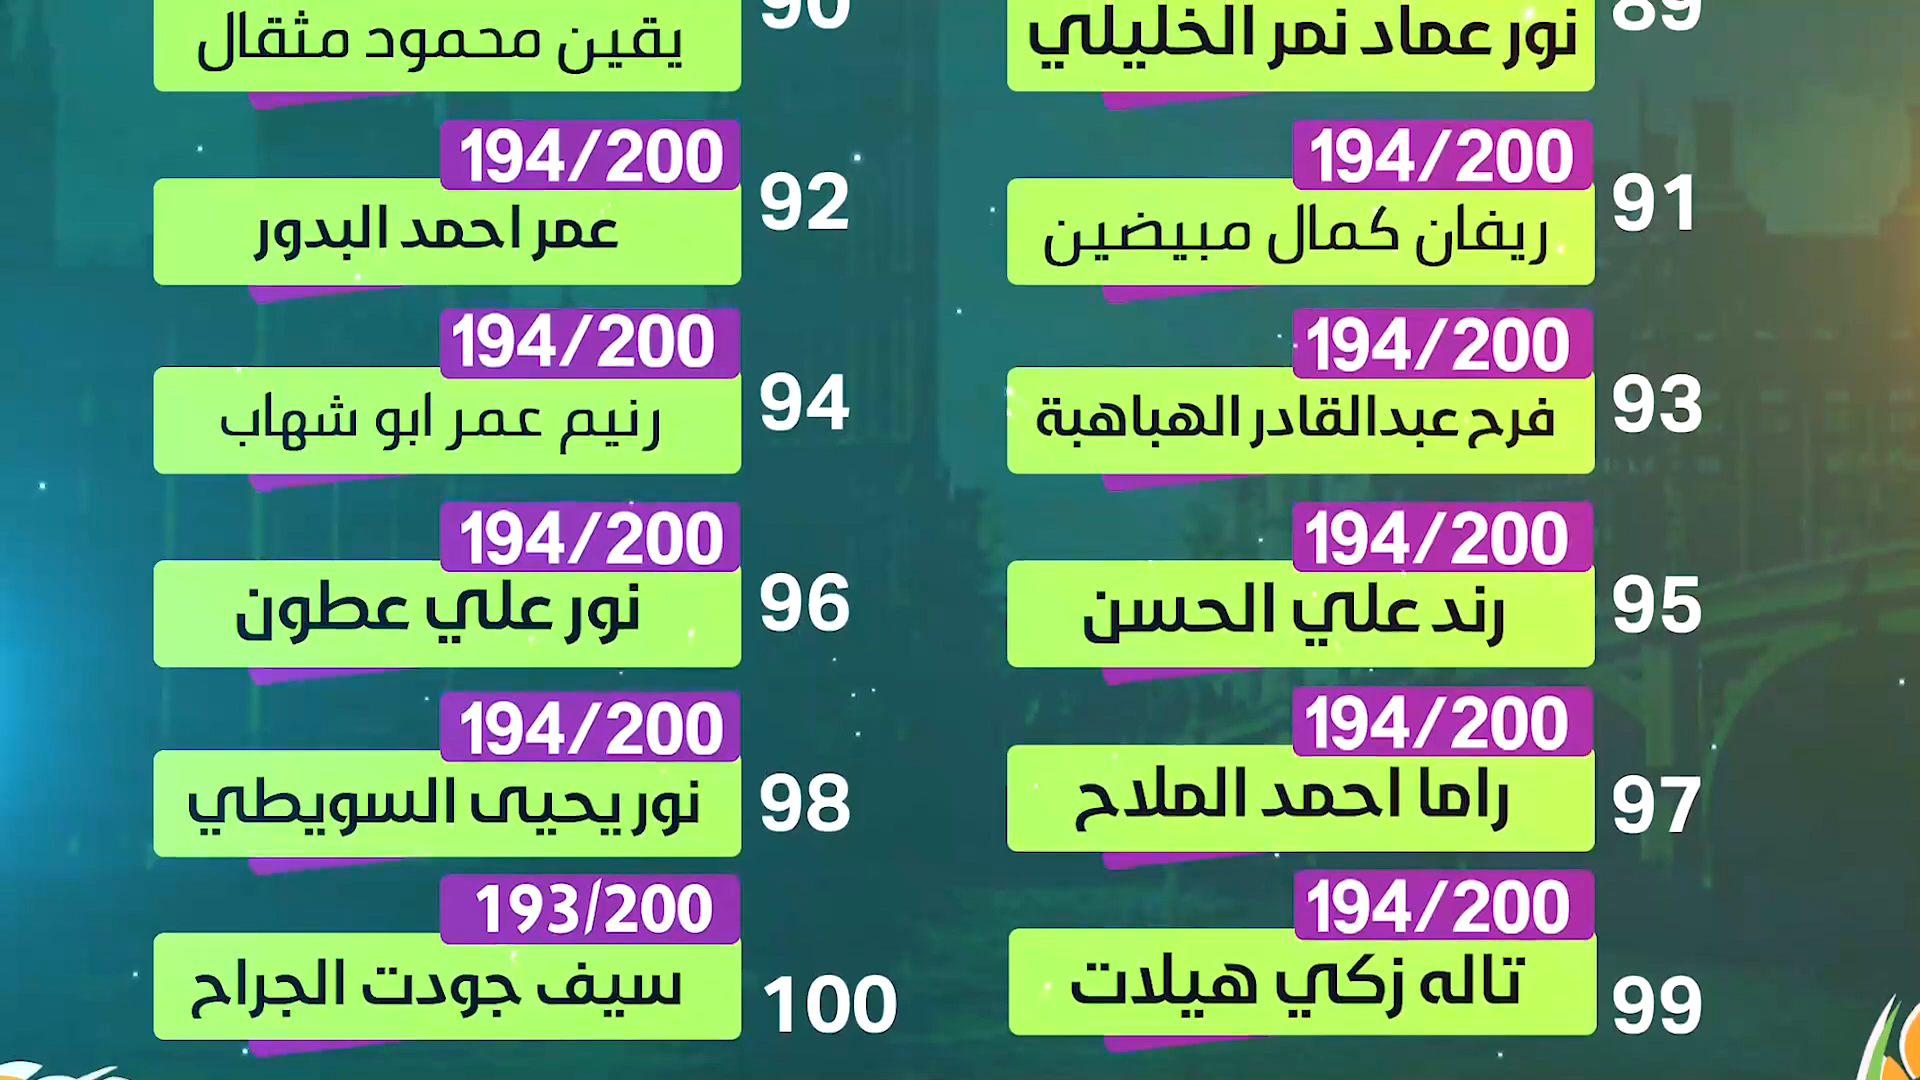 89
نور عماد نمر الخليلي
90
يقين محمود مثقال
194/200
91
ريفان كمال مبيضين
194/200
92
عمر احمد البدور
194/200
93
فرح عبدالقادر الهباهبة
194/200
94
رنيم عمر ابو شهاب
194/200
95
رند علي الحسن
194/200
96
نور علي عطون
194/200
97
راما احمد الملاح
194/200
98
نور يحيى السويطي
194/200
99
تاله زكي هيلات
193/200
100
سيف جودت الجراح